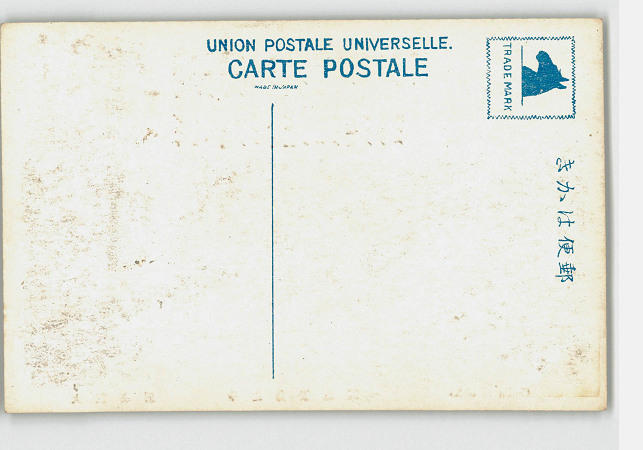 UNION POSTALE UNIVERSELLE.
CARTE POSTALE
MADE IN JAPAN
TRADE MARK
きかは便郵